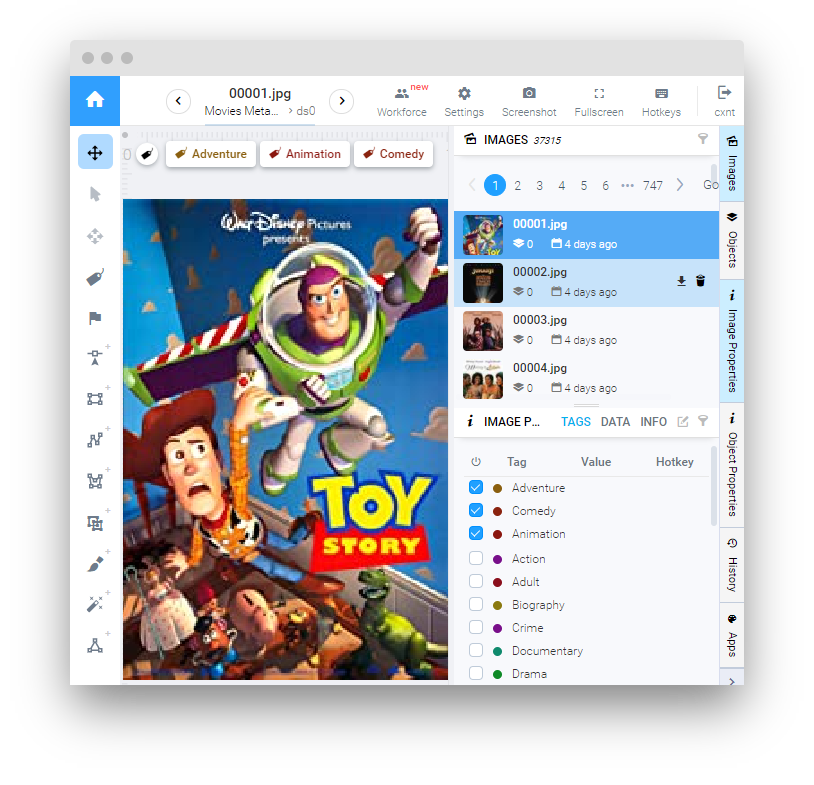 00001.jpg
Movies Meta... > ds0
Workforce
new
Settings
Screenshot
Fullscreen
Hotkeys
cxnt
0
Adventure
Animation
Comedy
Walt Disney Pictures
presents
TOY
STORY
IMAGES 37315
1 2 3 4 5 6 ••• 747 Go
00001.jpg
0 4 days ago
00002.jpg
0 4 days ago
00003.jpg
0 4 days ago
00004.jpg
0 4 days ago
IMAGE P... TAGS DATA INFO
Tag Value Hotkey
Adventure
Comedy
Animation
Action
Adult
Biography
Crime
Documentary
Drama
Images
Objects
Image Properties
Object Properties
History
Apps